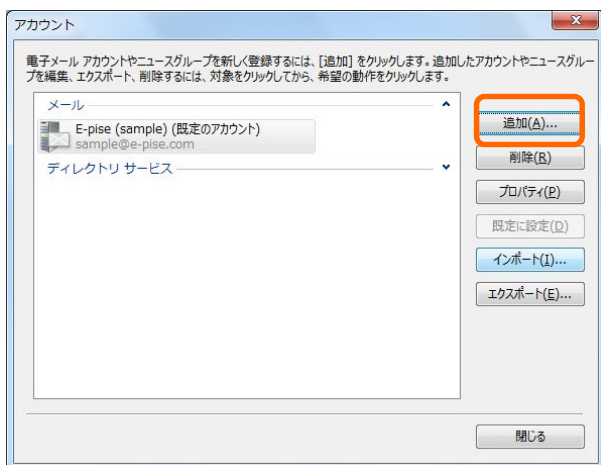 アカウント
電子メール アカウントやニュースグループを新しく登録するには、[追加] をクリックします。追加したアカウントやニュースグルー
プを編集、エクスポート、削除するには、対象をクリックしてから、希望の動作をクリックします。
メール
E-pise (sample) (既定のアカウント)
sample@e-pise.com
ディレクトリ サービス
追加(A)...
削除(R)
プロパティ(P)
既定に設定(D)
インポート(I)...
エクスポート(E)...
閉じる